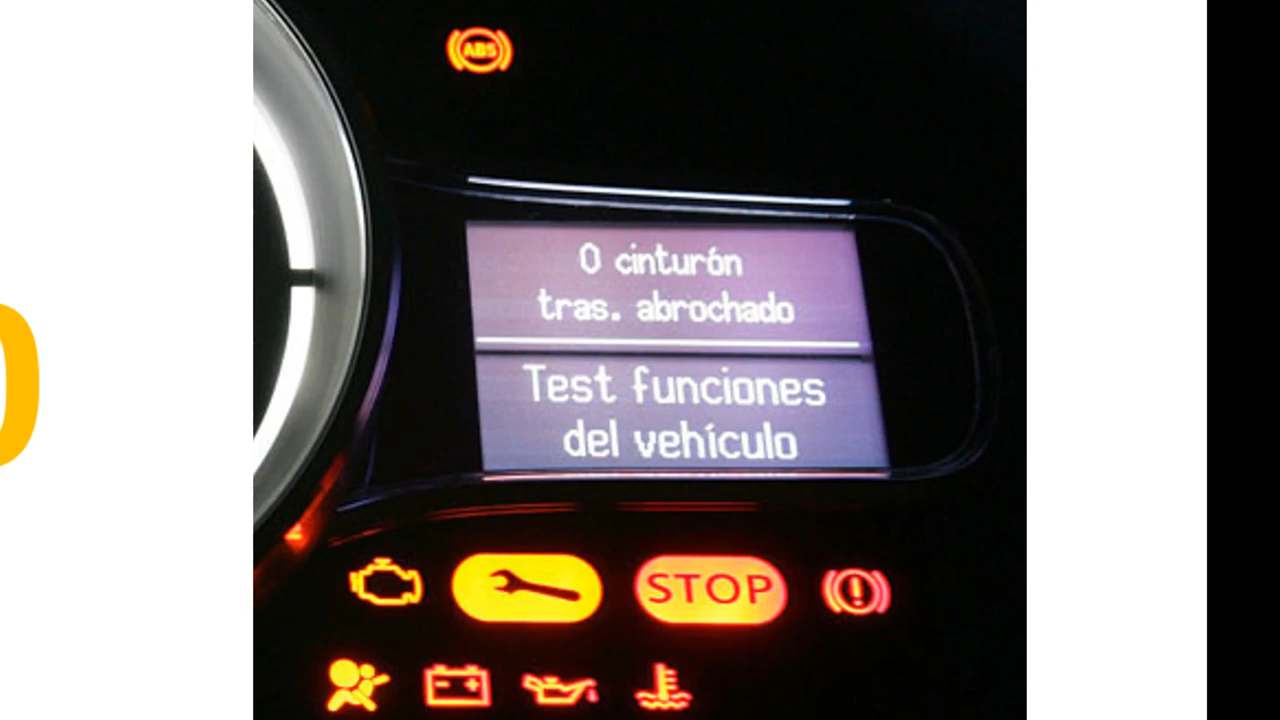 ABS
0 cinturón
tras. abrochado
Test funciones
del vehículo
STOP